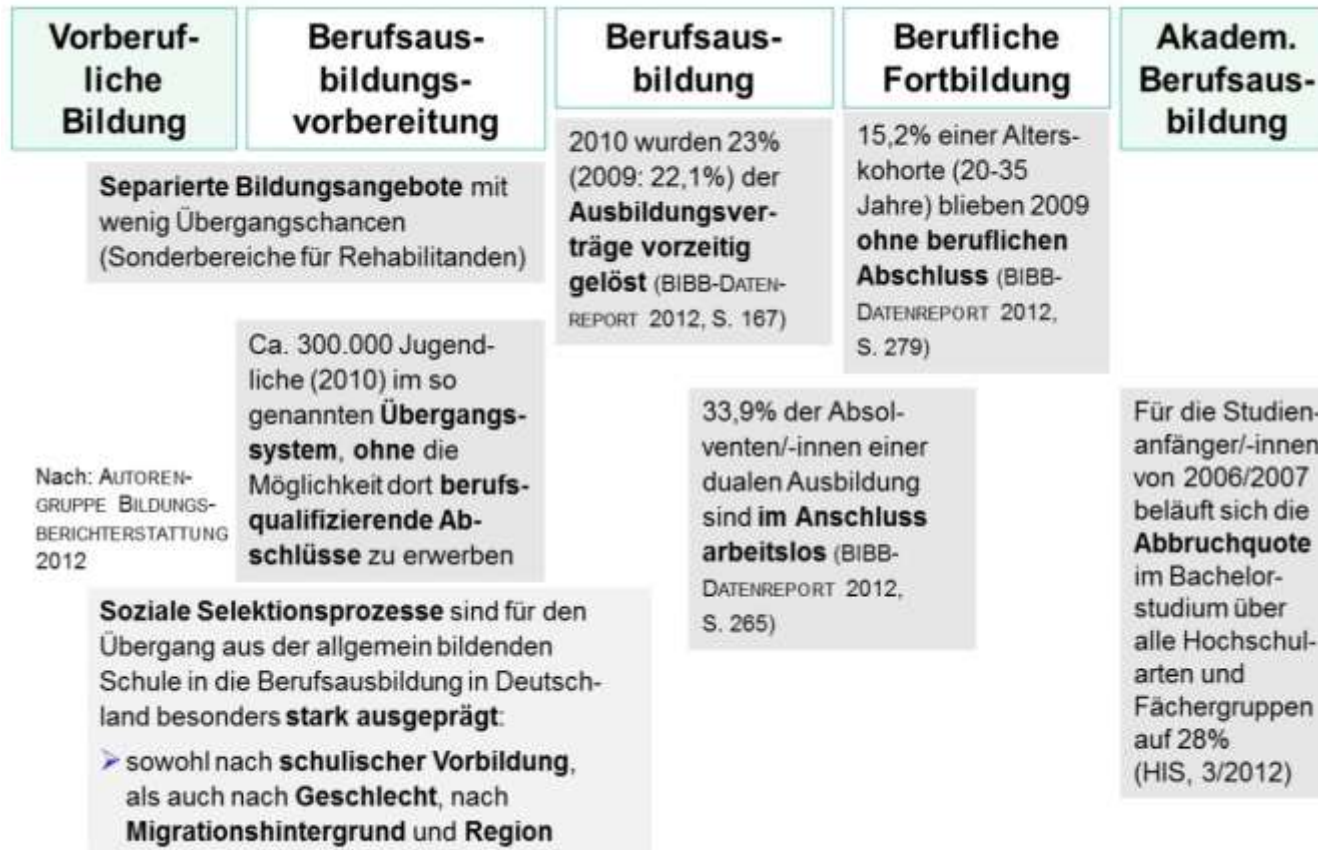 Vorberuf-
liche
Bildung
Berufsaus-
bildungs-
vorbereitung
Berufsaus-
bildung
Berufliche
Fortbildung
Akadem.
Berufsaus-
bildung
Separierte Bildungsangebote mit
wenig Übergangschancen
(Sonderbereiche für Rehabilitanden)
2010 wurden 23%
(2009: 22,1%) der
Ausbildungsver-
träge vorzeitig
gelöst (BIBB-DATEN-
REPORT 2012, S. 167)
15,2% einer Alters-
kohorte (20-35
Jahre) blieben 2009
ohne beruflichen
Abschluss (BIBB-
DATENREPORT 2012,
S. 279)
Ca. 300.000 Jugend-
liche (2010) im so
genannten Übergangs-
system, ohne die
Möglichkeit dort berufs-
qualifizierende Ab-
schlüsse zu erwerben
Nach: AUTOREN-
GRUPPE BILDUNGS-
BERICHTERSTATTUNG
2012
33,9% der Absol-
venten/-innen einer
dualen Ausbildung
sind im Anschluss
arbeitslos (BIBB-
DATENREPORT 2012,
S. 265)
Für die Studien-
anfänger/-innen
von 2006/2007
beläuft sich die
Abbruchquote
im Bachelor-
studium über
alle Hochschul-
arten und
Fächergruppen
auf 28%
(HIS, 3/2012)
Soziale Selektionsprozesse sind für den
Übergang aus der allgemein bildenden
Schule in die Berufsausbildung in Deutsch-
land besonders stark ausgeprägt:
➢ sowohl nach schulischer Vorbildung,
als auch nach Geschlecht, nach
Migrationshintergrund und Region